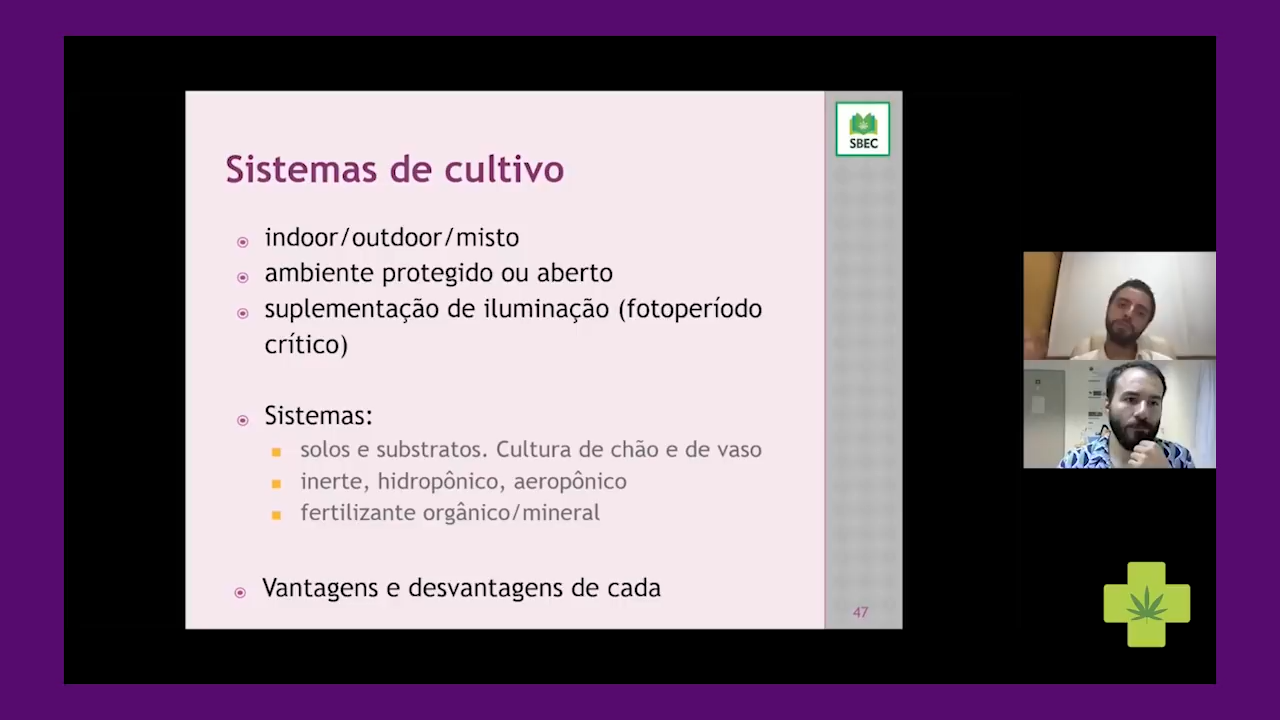 SBEC
Sistemas de cultivo
indoor/outdoor/misto
ambiente protegido ou aberto
suplementação de iluminação (fotoperíodo
crítico)
Sistemas:
solos e substratos. Cultura de chão e de vaso
inerte, hidropônico, aeropônico
fertilizante orgânico/mineral
Vantagens e desvantagens de cada
47